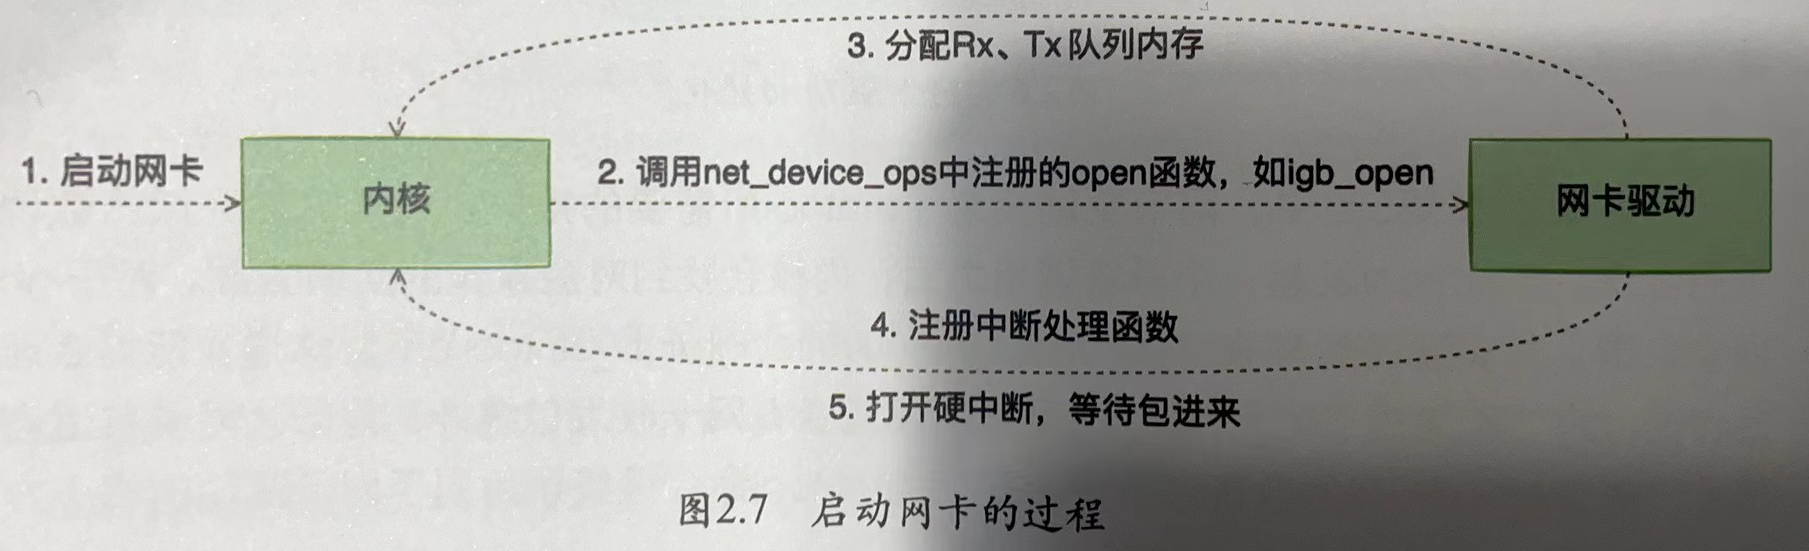 3. 分配Rx、Tx队列内存
1. 启动网卡
内核
2. 调用net_device_ops中注册的open函数，如igb_open
网卡驱动
4. 注册中断处理函数
5. 打开硬中断，等待包进来
图2.7 启动网卡的过程